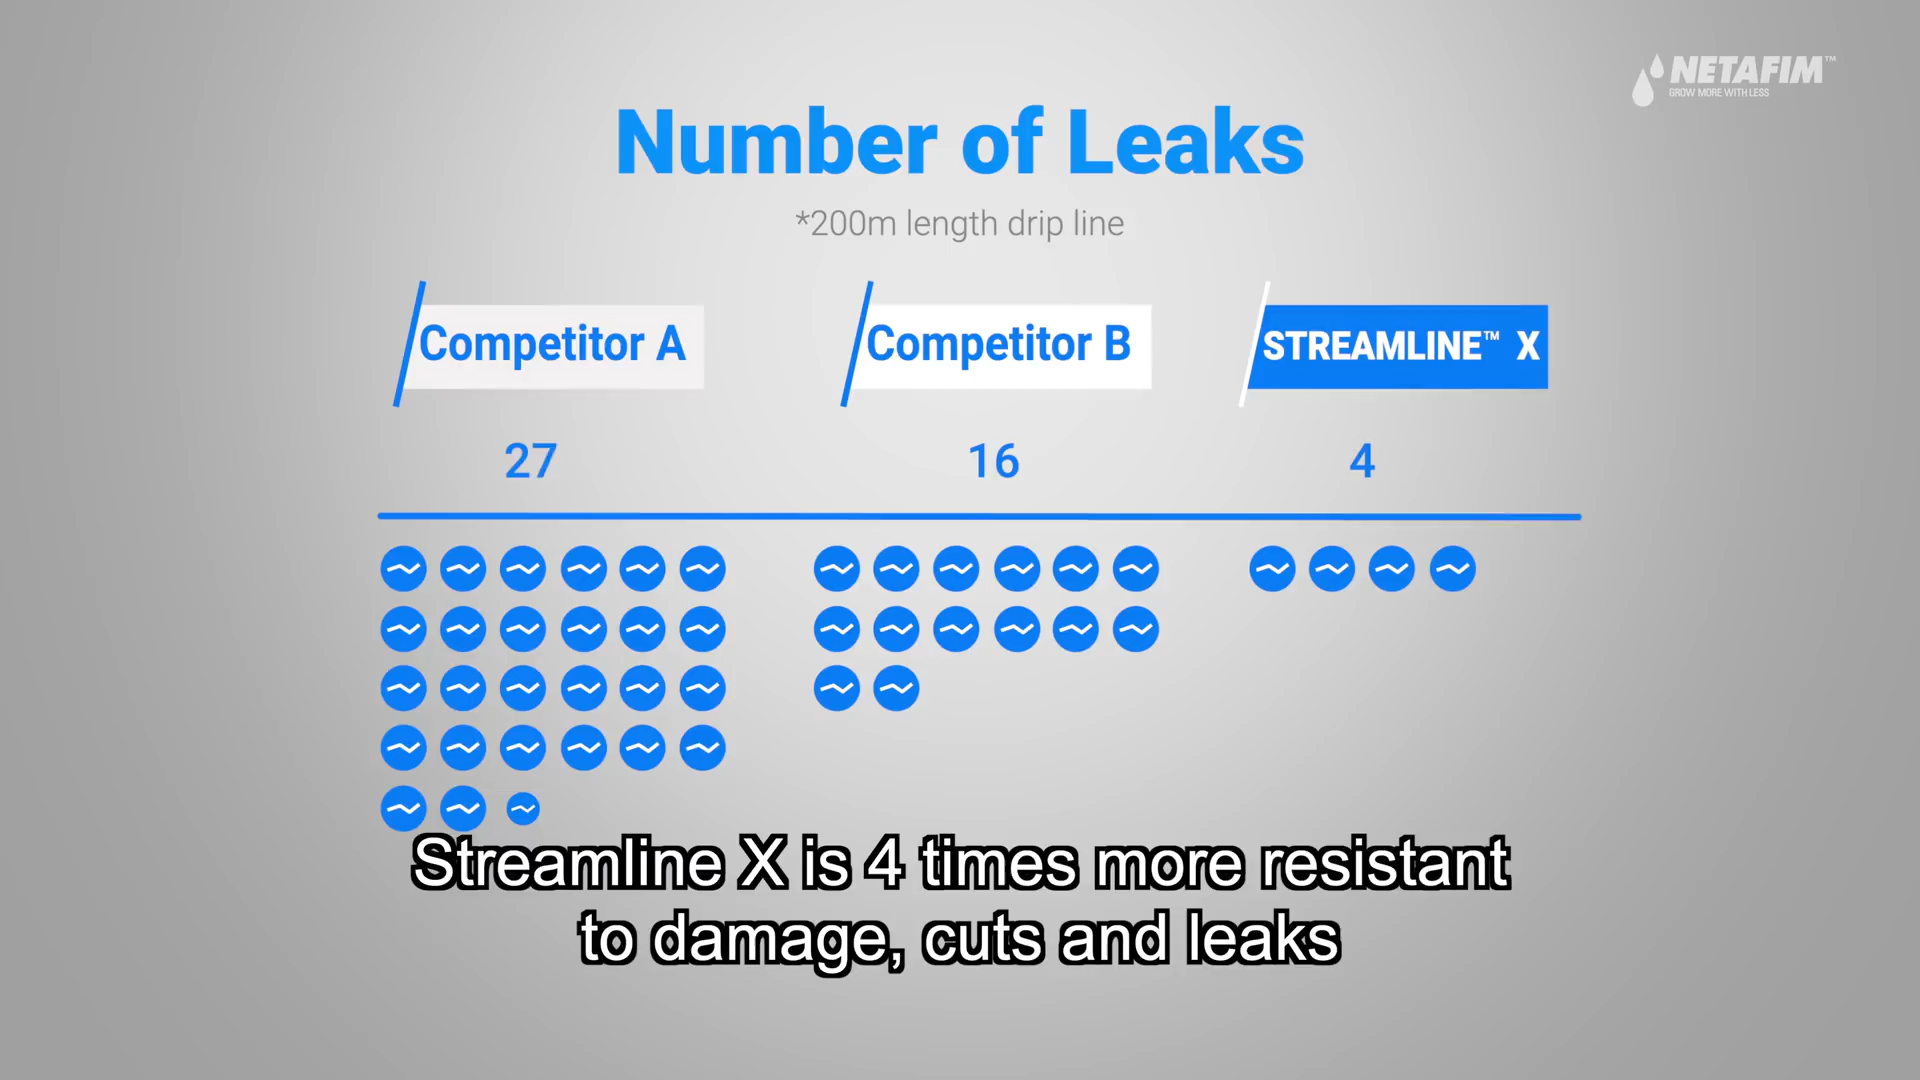 NETAFIM™
GROW MORE WITH LESS
Number of Leaks
*200m length drip line
Competitor A
Competitor B
STREAMLINE™ X
27
16
4
Streamline X is 4 times more resistant
to damage, cuts and leaks